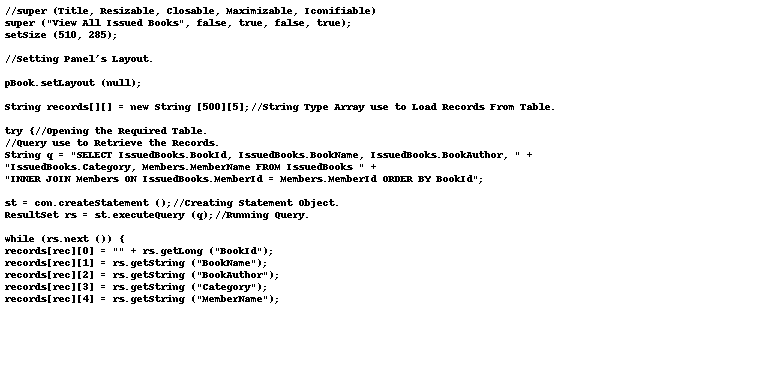 //super (Title, Resizable, Closable, Maximizable, Iconifiable)
super ("View All Issued Books", false, true, false, true);
setSize (510, 285);
//Setting Panel's Layout.
pBook.setLayout (null);
String records[][] = new String [500][5];//String Type Array use to Load Records From Table.
try {//Opening the Required Table.
//Query use to Retrieve the Records.
String q = "SELECT IssuedBooks.BookId, IssuedBooks.BookName, IssuedBooks.BookAuthor, " +
"IssuedBooks.Category, Members.MemberName FROM IssuedBooks " +
"INNER JOIN Members ON IssuedBooks.MemberId = Members.MemberId ORDER BY BookId";
st = con.createStatement ();//Creating Statement Object.
ResultSet rs = st.executeQuery (q);//Running Query.
while (rs.next ()) {
records[rec][0] = "" + rs.getLong ("BookId");
records[rec][1] = rs.getString ("BookName");
records[rec][2] = rs.getString ("BookAuthor");
records[rec][3] = rs.getString ("Category");
records[rec][4] = rs.getString ("MemberName");